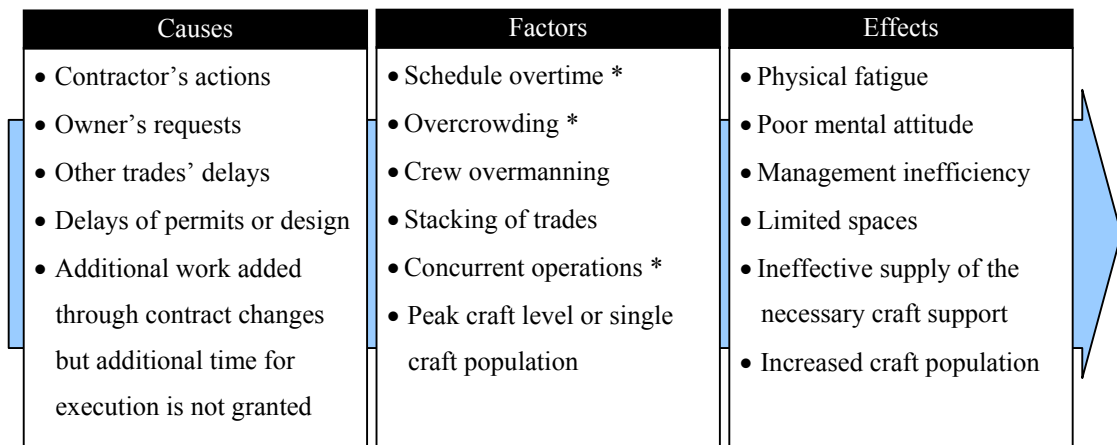 Causes
• Contractor’s actions
• Owner’s requests
• Other trades’ delays
• Delays of permits or design
• Additional work added
through contract changes
but additional time for
execution is not granted
Factors
• Schedule overtime *
• Overcrowding *
• Crew overmanning
• Stacking of trades
• Concurrent operations *
• Peak craft level or single
craft population
Effects
• Physical fatigue
• Poor mental attitude
• Management inefficiency
• Limited spaces
• Ineffective supply of the
necessary craft support
• Increased craft population